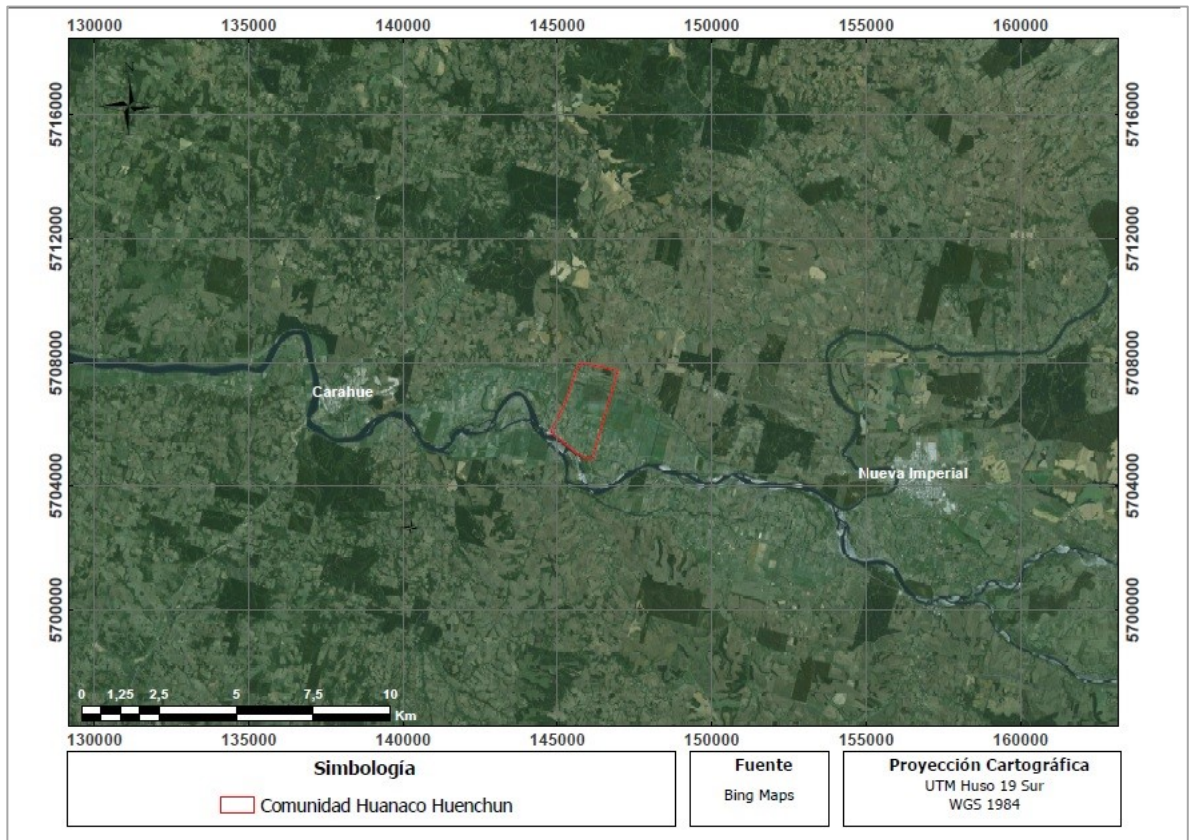 130000 135000 140000 145000 150000 155000 160000
5716000 5716000
5712000 5712000
5708000 5708000
Carahue
Nueva Imperial
5704000 5704000
5700000 5700000
0 1,25 2,5 5 7,5 10
Km
130000 135000 140000 145000 150000 155000 160000
Simbología
Comunidad Huanaco Huenchun
Fuente
Bing Maps
Proyección Cartográfica
UTM Huso 19 Sur
WGS 1984